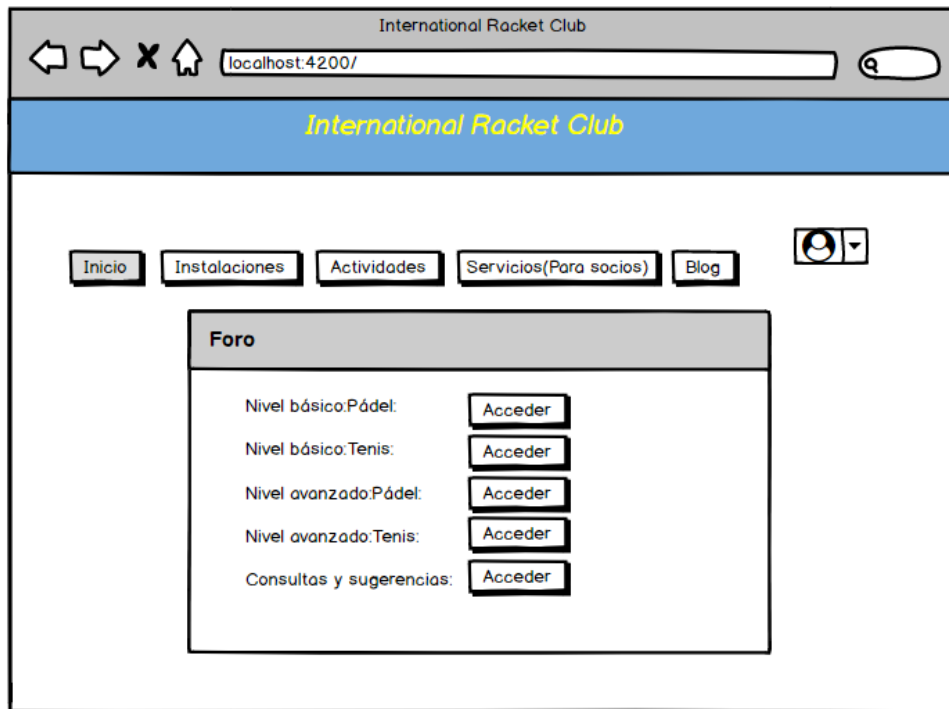 International Racket Club
localhost:4200/
International Racket Club
Inicio Instalaciones Actividades Servicios(Para socios) Blog
Foro
Nivel básico:Pádel: Acceder
Nivel básico:Tenis: Acceder
Nivel avanzado:Pádel: Acceder
Nivel avanzado:Tenis: Acceder
Consultas y sugerencias: Acceder